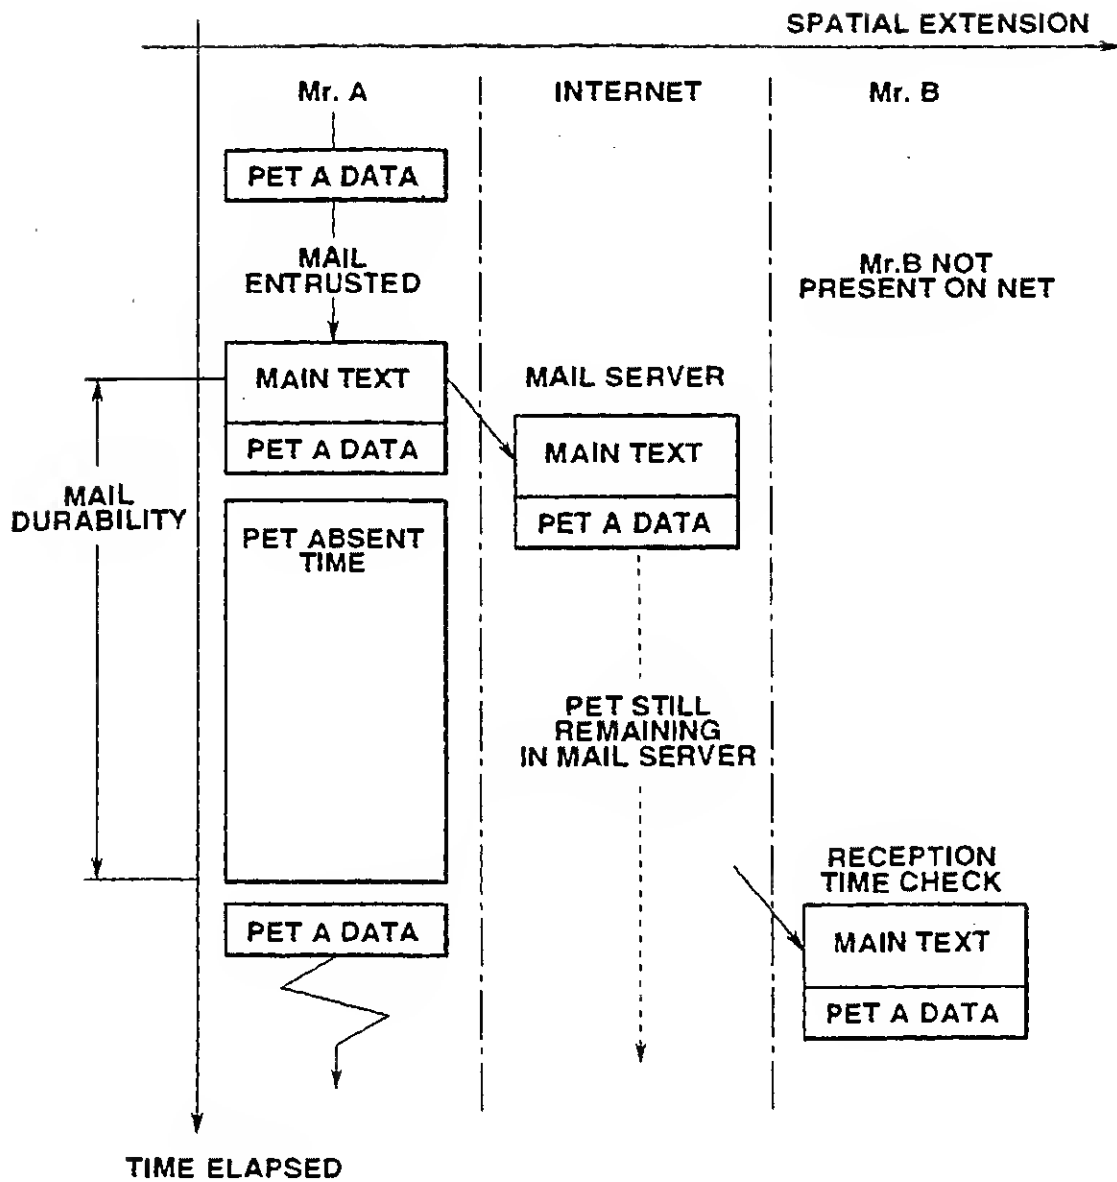 SPATIAL EXTENSION
Mr. A
INTERNET
Mr. B
PET A DATA
MAIL
ENTRUSTED
Mr.B NOT
PRESENT ON NET
MAIN TEXT
PET A DATA
MAIL SERVER
MAIN TEXT
PET A DATA
MAIL
DURABILITY
PET ABSENT
TIME
PET STILL
REMAINING
IN MAIL SERVER
RECEPTION
TIME CHECK
MAIN TEXT
PET A DATA
PET A DATA
TIME ELAPSED